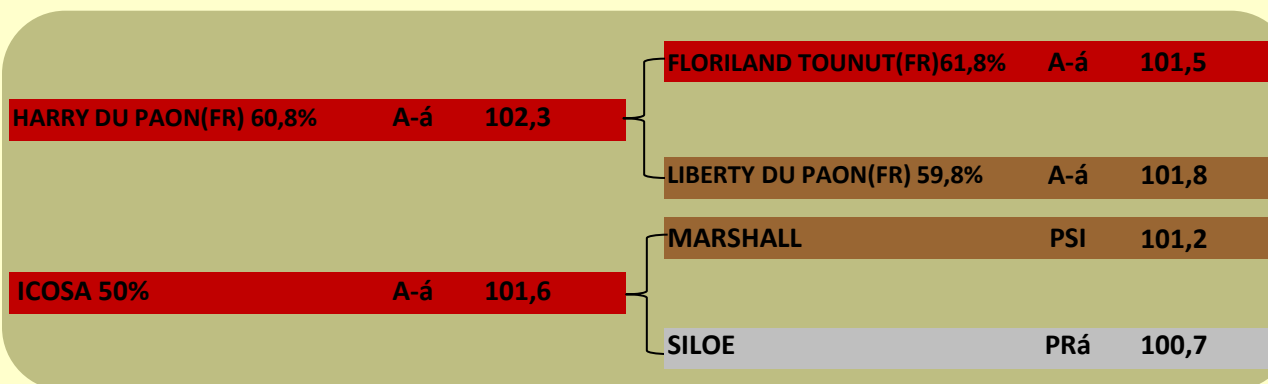 FLORILAND TOUNUT(FR)61,8% A-á 101,5
HARRY DU PAON(FR) 60,8% A-á 102,3
LIBERTY DU PAON(FR) 59,8% A-á 101,8
MARSHALL PSI 101,2
ICOSA 50% A-á 101,6
SILOE PRá 100,7